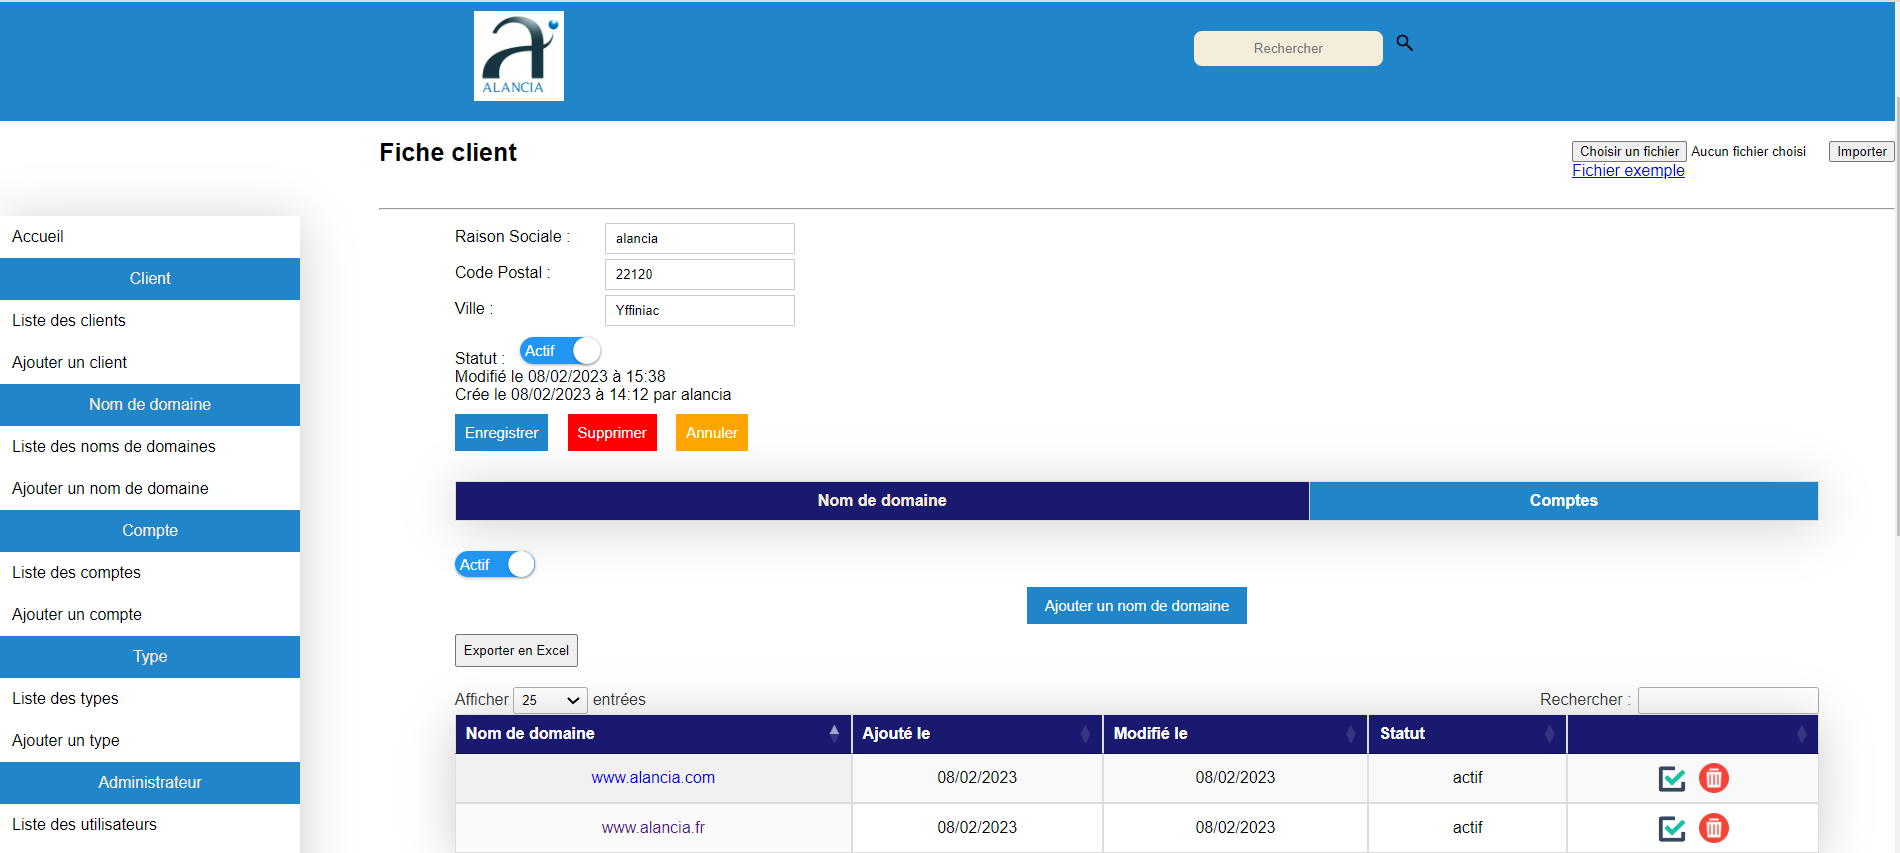 ALANCIA
Rechercher
Fiche client
Choisir un fichier Aucun fichier choisi Importer
Fichier exemple
Accueil
Client
Liste des clients
Ajouter un client
Nom de domaine
Liste des noms de domaines
Ajouter un nom de domaine
Compte
Liste des comptes
Ajouter un compte
Type
Liste des types
Ajouter un type
Administrateur
Liste des utilisateurs
Raison Sociale : alancia
Code Postal : 22120
Ville : Yffiniac
Statut : Actif
Modifié le 08/02/2023 à 15:38
Crée le 08/02/2023 à 14:12 par alancia
Enregistrer Supprimer Annuler
Nom de domaine Comptes
Actif
Ajouter un nom de domaine
Exporter en Excel
Afficher 25 entrées Rechercher :
Nom de domaine Ajouté le Modifié le Statut
www.alancia.com 08/02/2023 08/02/2023 actif
www.alancia.fr 08/02/2023 08/02/2023 actif